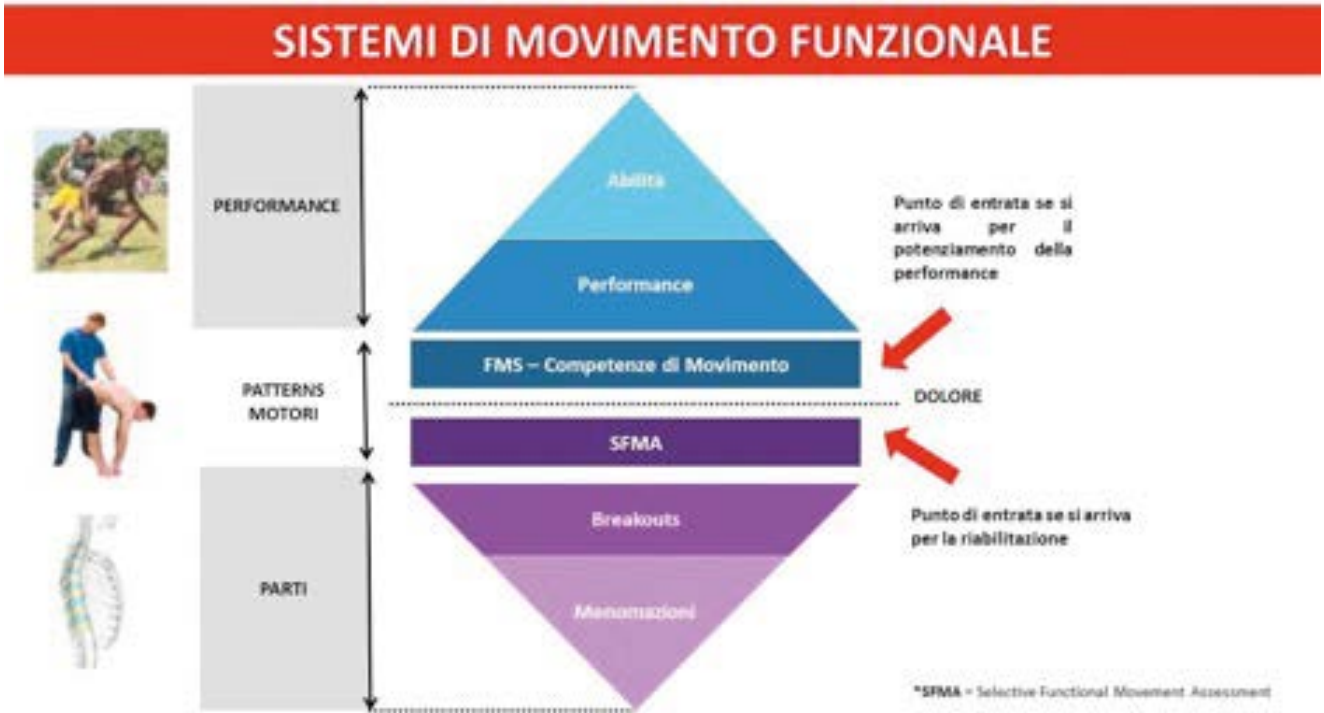 SISTEMI DI MOVIMENTO FUNZIONALE
PERFORMANCE
Abilità
Performance
Punto di entrata se si
arriva per il
potenziamento della
performance
PATTERNS
MOTORI
FMS – Competenze di Movimento
DOLORE
SFMA
PARTI
Breakouts
Menomazioni
Punto di entrata se si arriva
per la riabilitazione
*SFMA – Selective Functional Movement Assessment